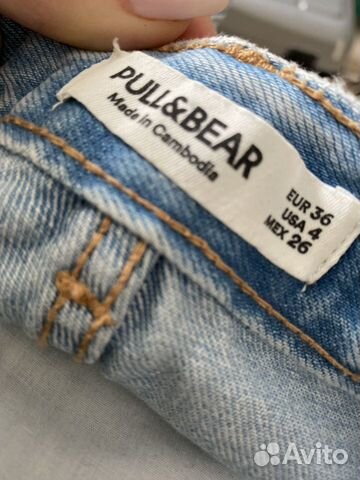 PULL&BEAR
Made in Cambodia
EUR 36
USA 4
MEX 26
Avito